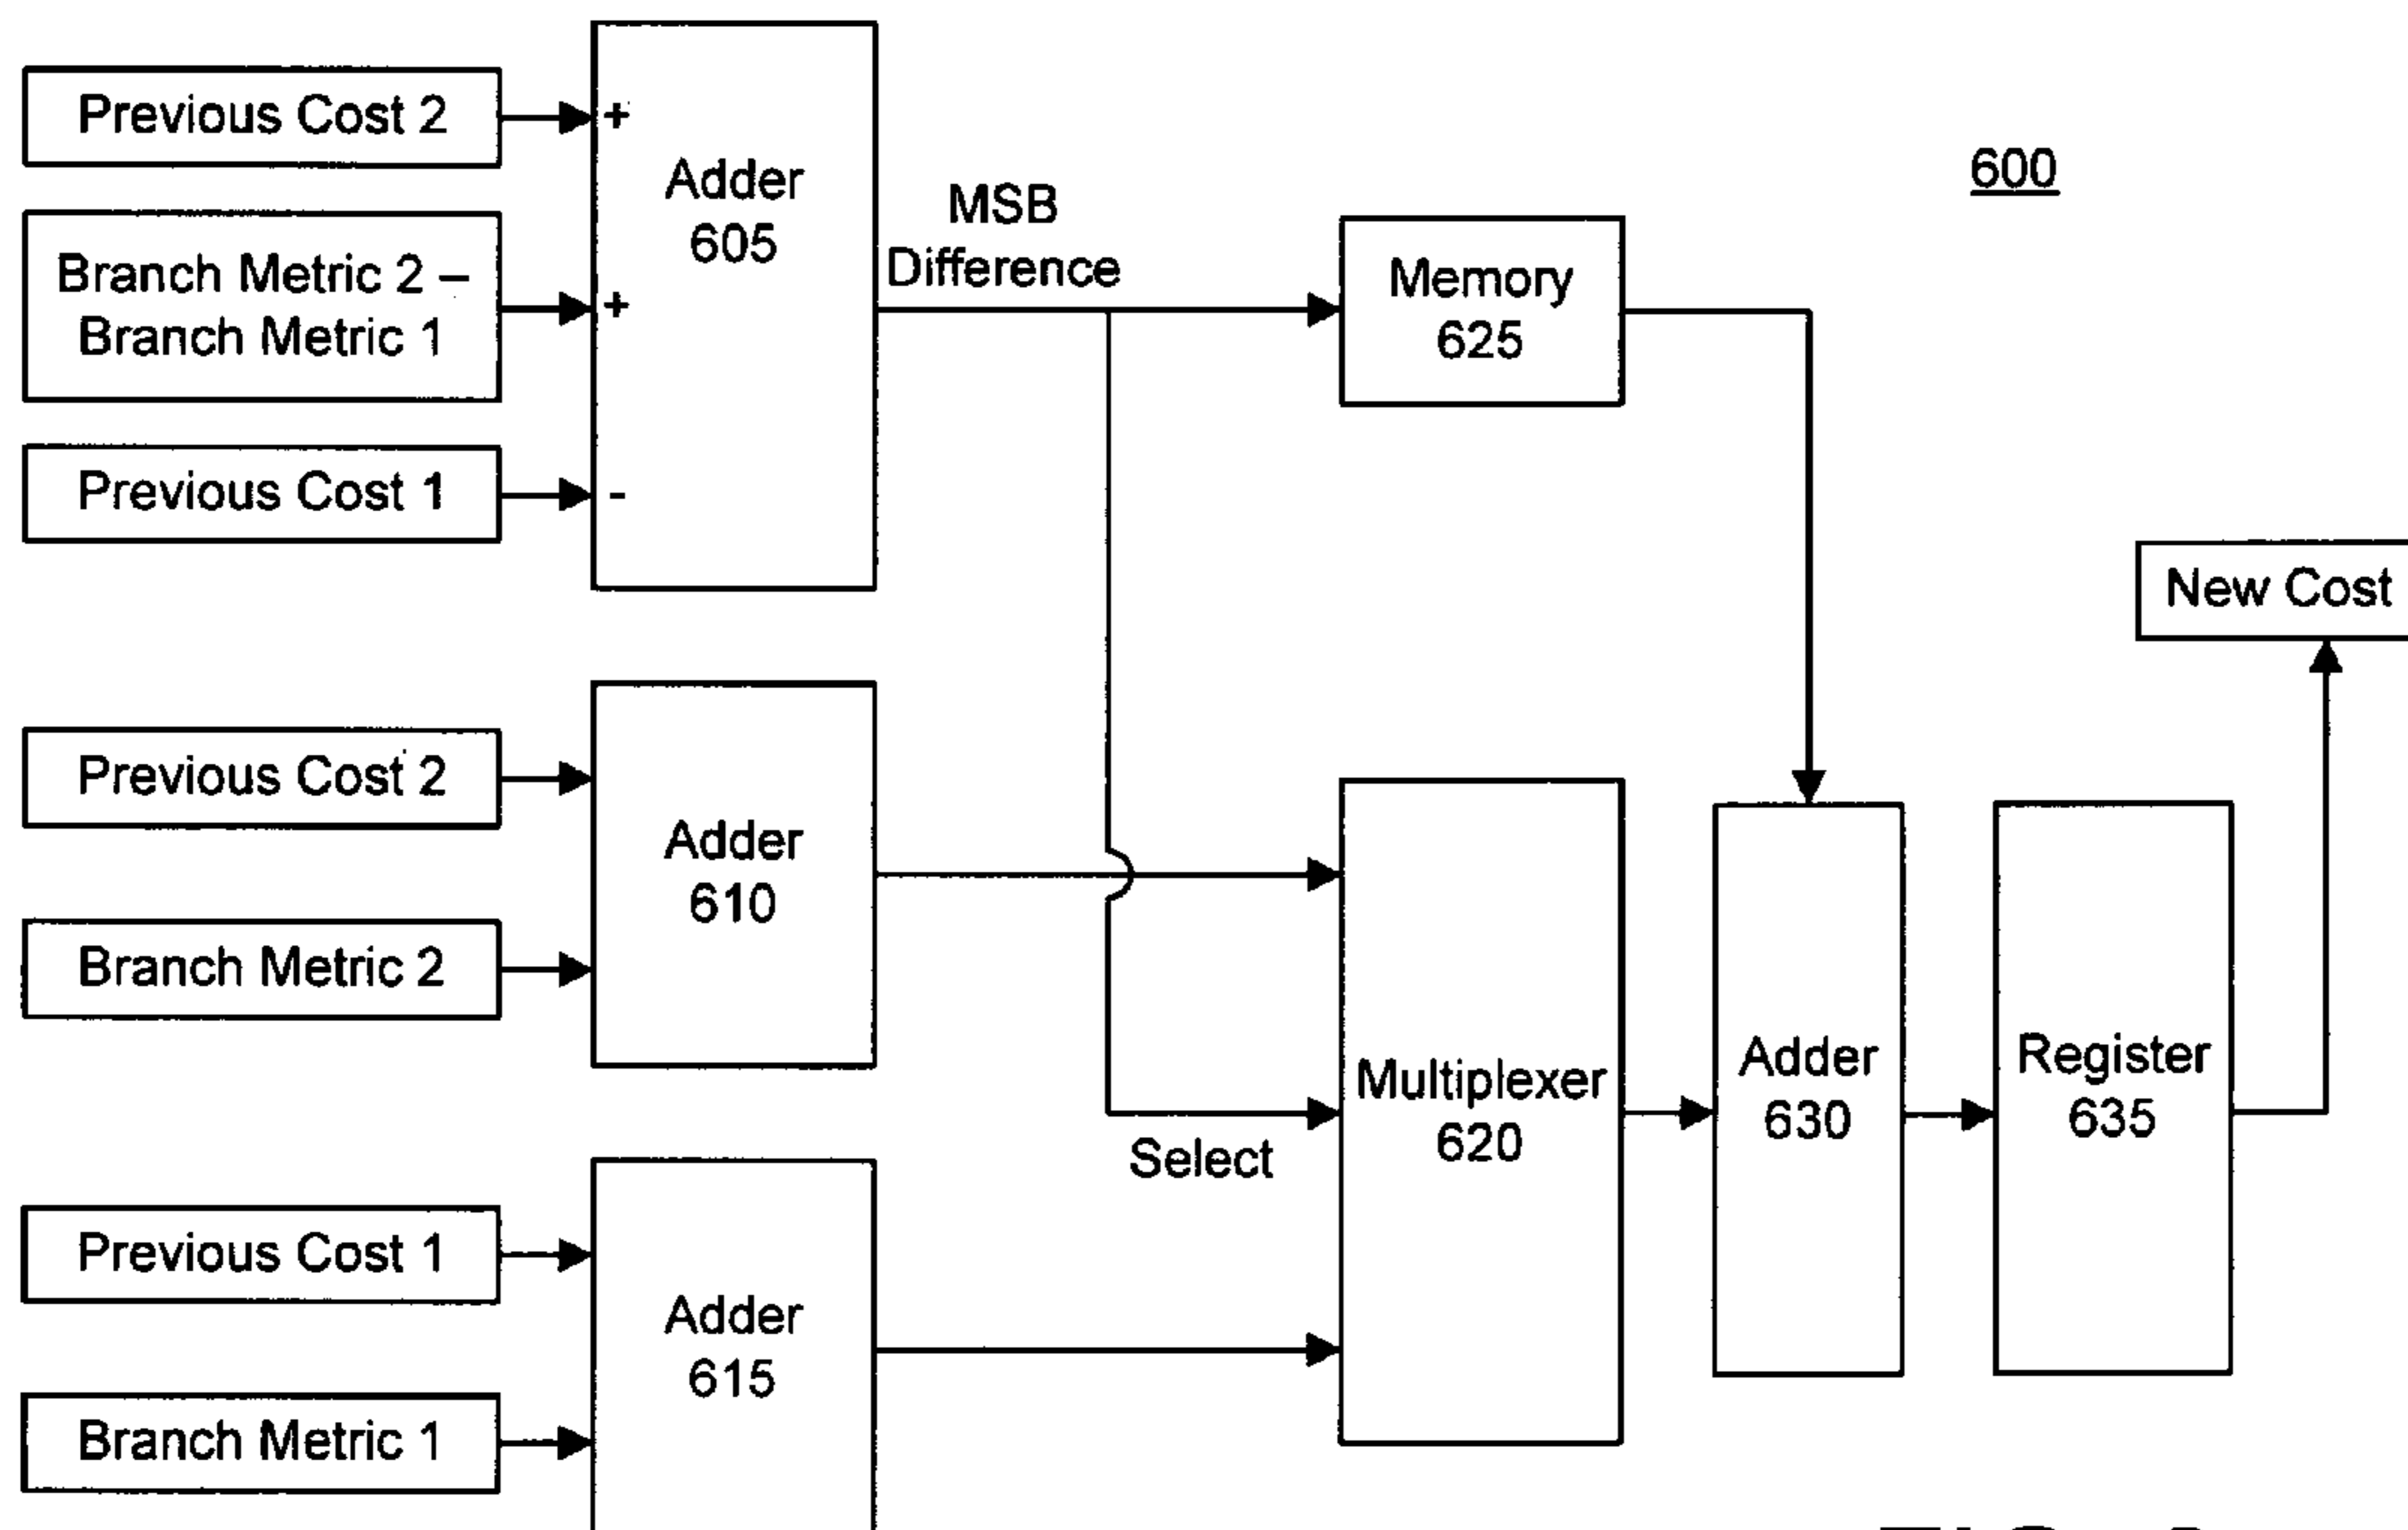 Previous Cost 2
Branch Metric 2 –
Branch Metric 1
Previous Cost 1
+
+
-
Adder
605
MSB
Difference
Memory
625
600
New Cost
Previous Cost 2
Branch Metric 2
Adder
610
Select
Multiplexer
620
Adder
630
Register
635
Previous Cost 1
Branch Metric 1
Adder
615